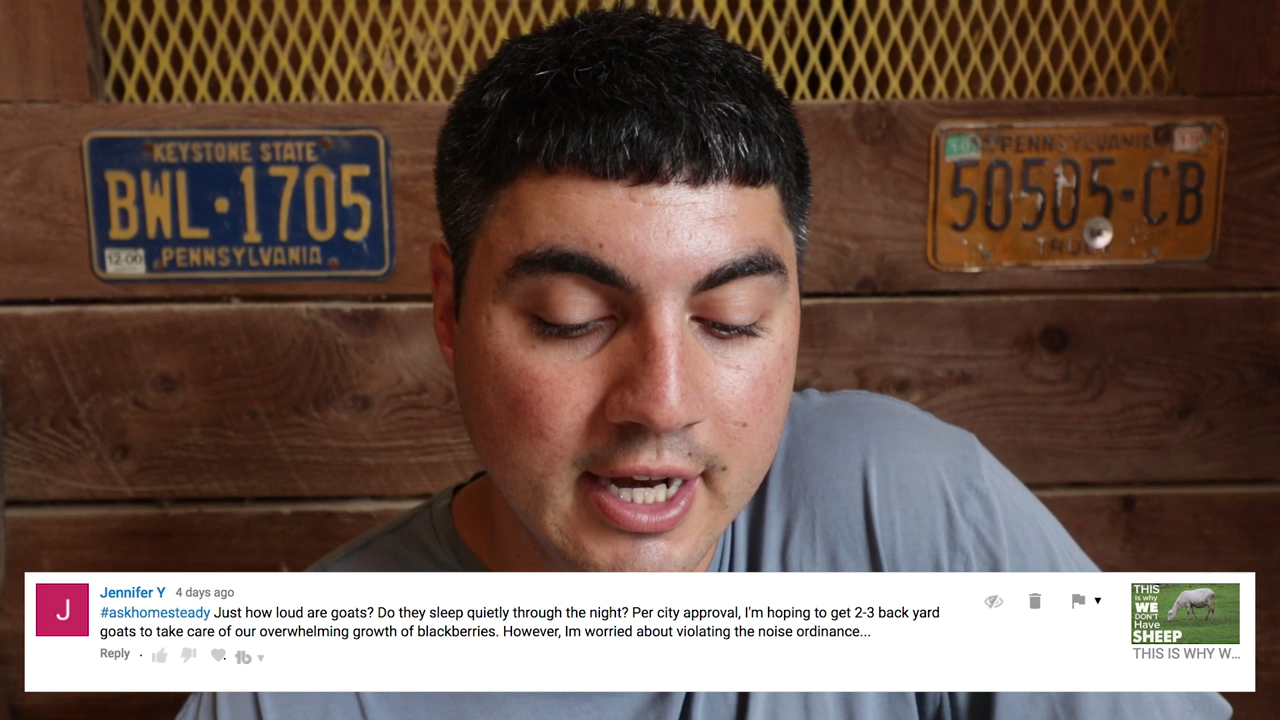 KEYSTONE STATE
BWL·1705
12-00
PENNSYLVANIA
PENNSYLVANIA
50505-CB
Jennifer Y 4 days ago
#askhomesteady Just how loud are goats? Do they sleep quietly through the night? Per city approval, I'm hoping to get 2-3 back yard
goats to take care of our overwhelming growth of blackberries. However, Im worried about violating the noise ordinance...
Reply
THIS
is why
WE
DON'T
Have
SHEEP
THIS IS WHY W...
J